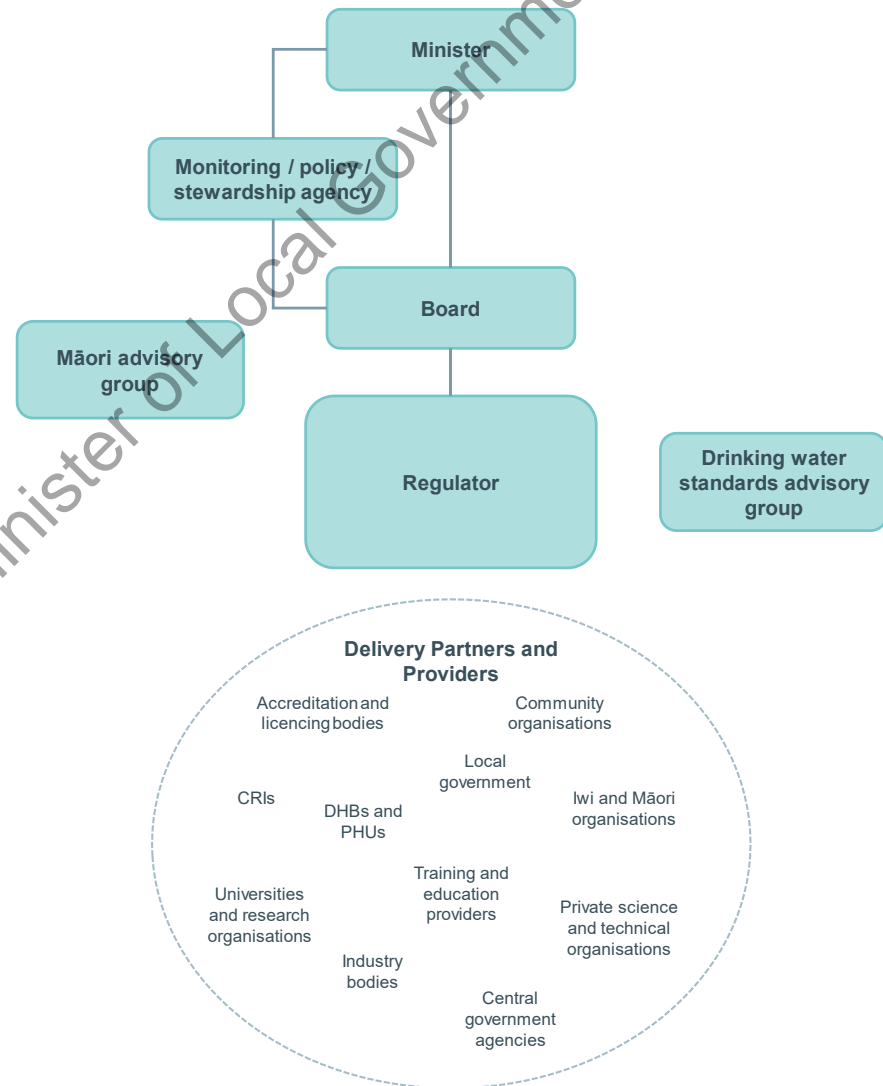 Minister
Monitoring / policy /
stewardship agency
Board
Māori advisory
group
Regulator
Drinking water
standards advisory
group
Delivery Partners and
Providers
Accreditation and
licencing bodies
Community
organisations
Local
government
CRIs
DHBs and
PHUs
Iwi and Māori
organisations
Training and
education
providers
Universities
and research
organisations
Private science
and technical
organisations
Industry
bodies
Central
government
agencies
of Local